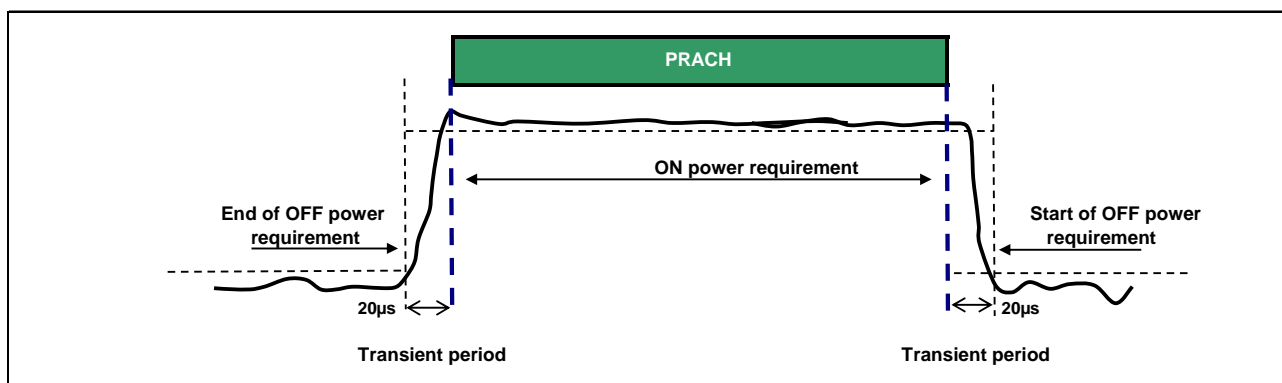 PRACH
ON power requirement
End of OFF power
requirement
Start of OFF power
requirement
20µs
20µs
Transient period
Transient period